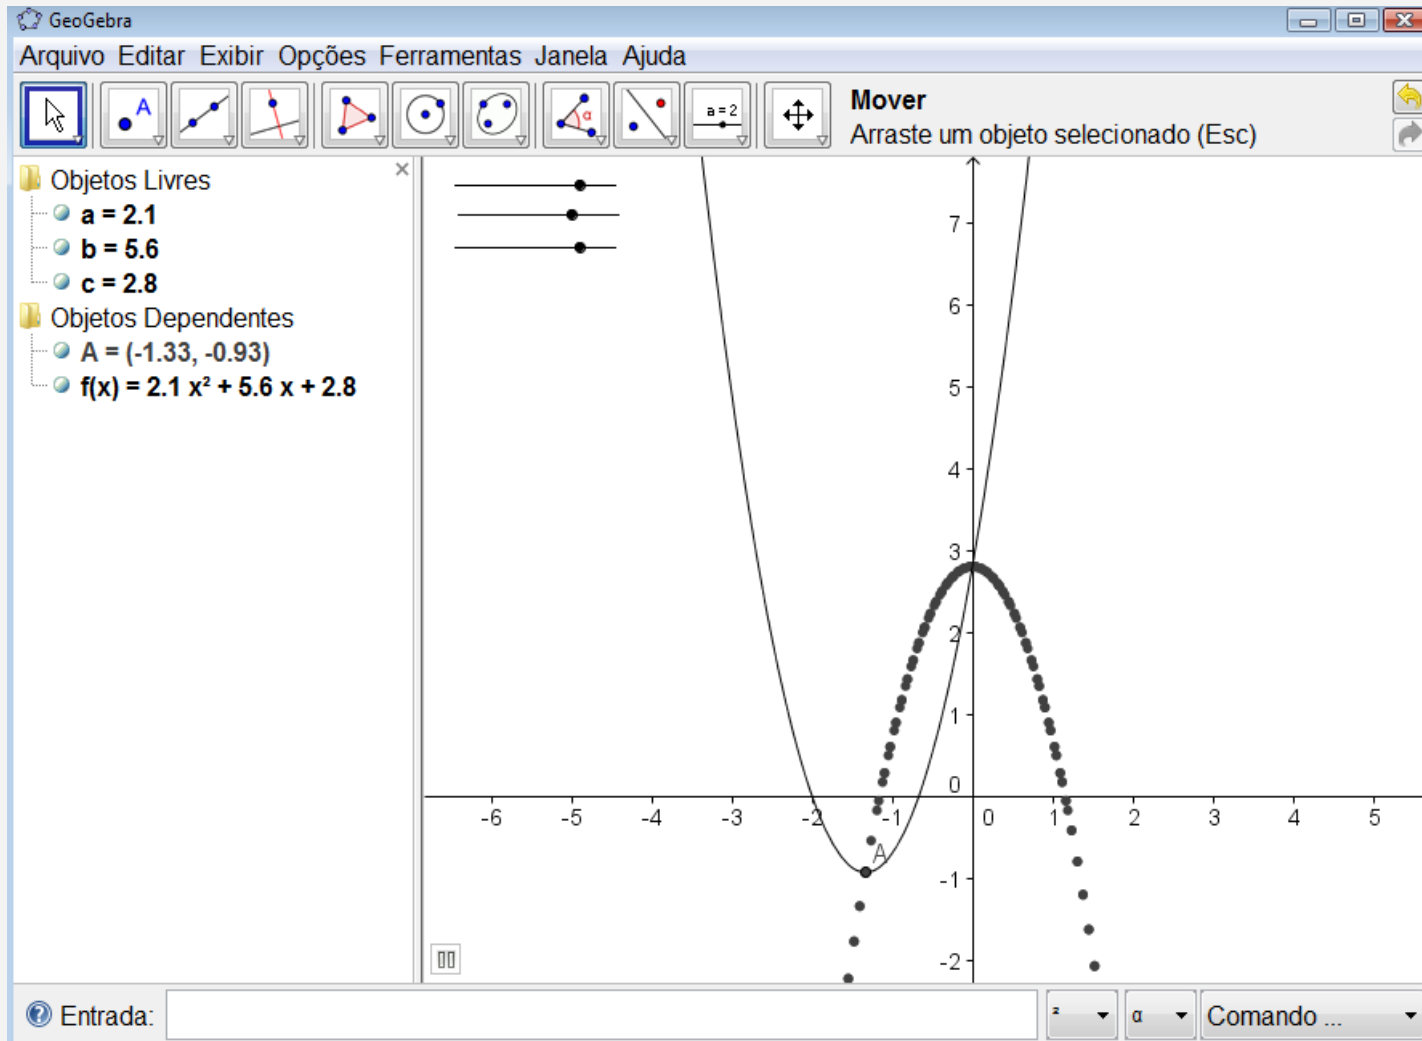 GeoGebra
Arquivo Editar Exibir Opções Ferramentas Janela Ajuda
A
α
a=2
Mover
Arraste um objeto selecionado (Esc)
Objetos Livres
a = 2.1
b = 5.6
c = 2.8
Objetos Dependentes
A = (-1.33, -0.93)
f(x) = 2.1 x² + 5.6 x + 2.8
7
6
5
4
3
2
1
0
-6 -5 -4 -3 -2 -1 0 1 2 3 4 5
A
-1
-2
Entrada:
² α Comando ...